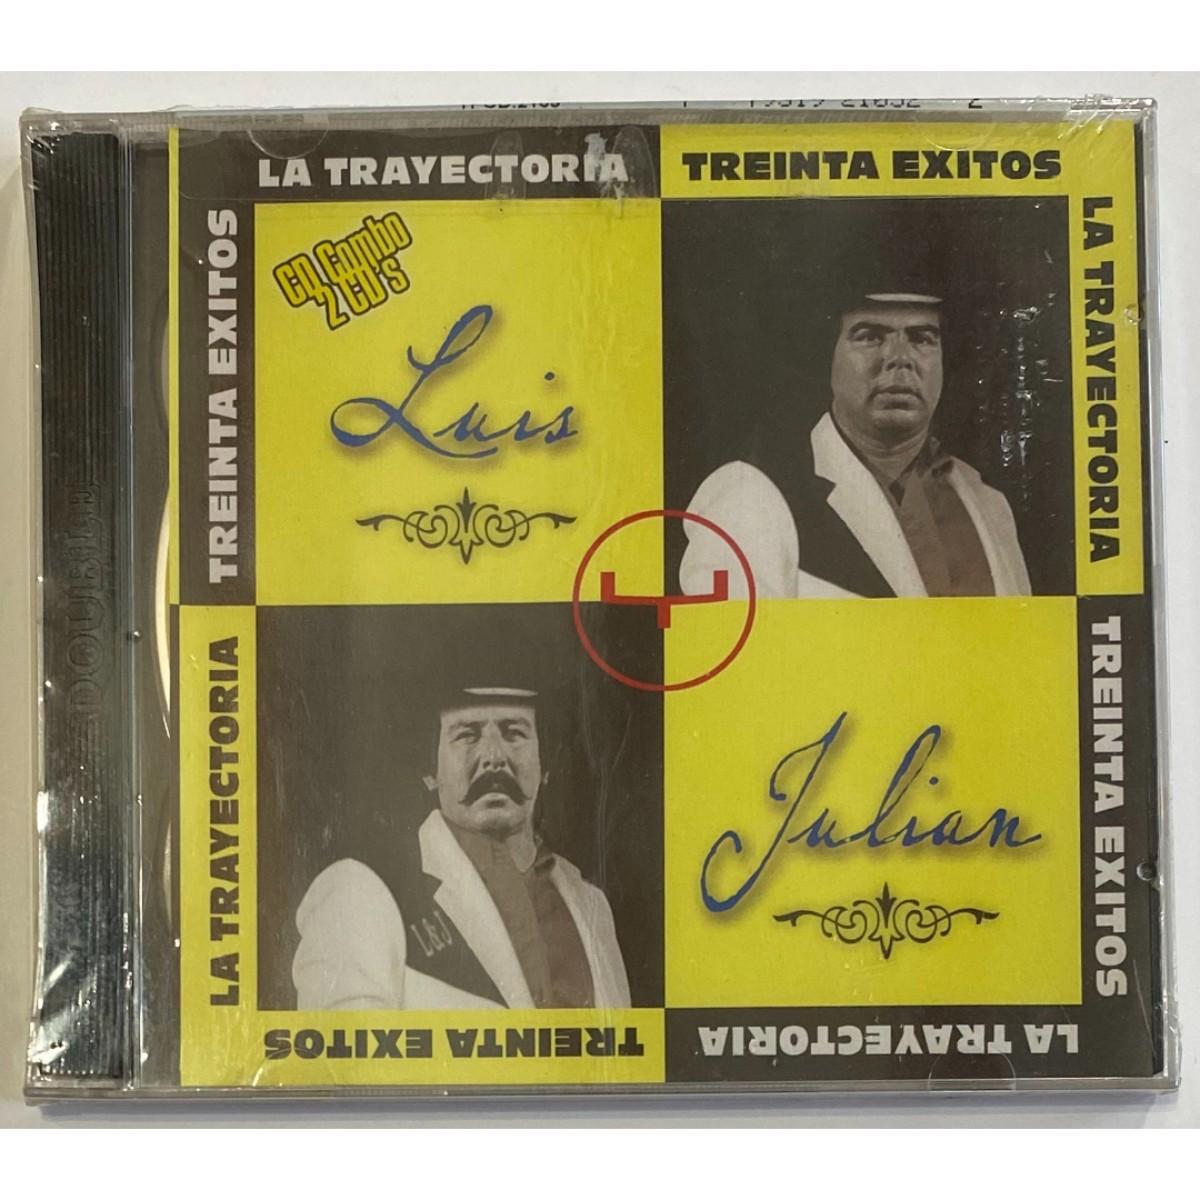 LA TRAYECTORIA
TREINTA EXITOS
TREINTA EXITOS
LA TRAYECTORIA
CD Combo
2 CD'S
Luis
LA TRAYECTORIA
TREINTA EXITOS
L&J
Julian
TREINTA EXITOS
LA TRAYECTORIA
DOUBLE